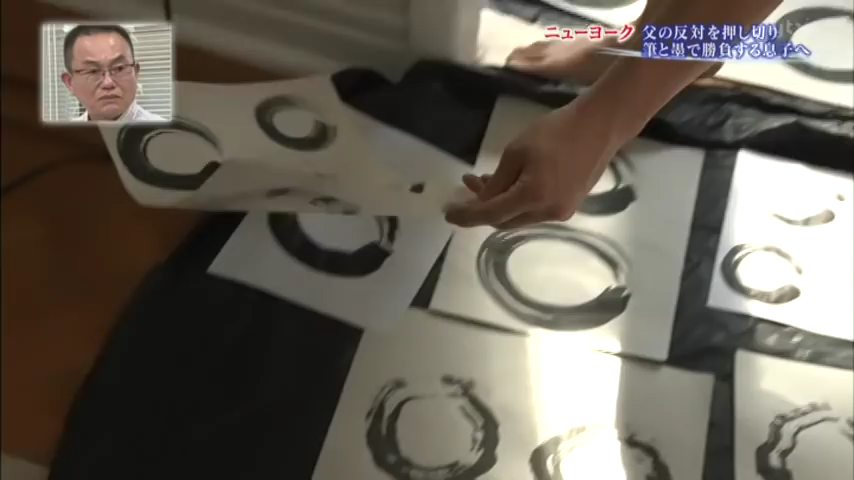 ニューヨーク
父の反対を押し切り
筆と墨で勝負する息子へ